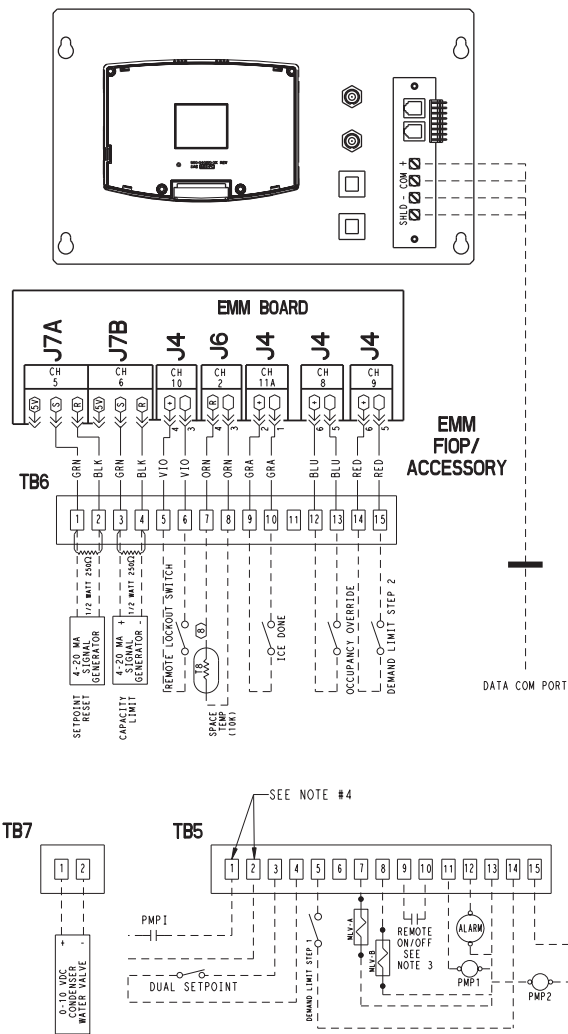 +
COM
-
SHLD
EMM BOARD
J7A J7B J4 J6 J4 J4 J4
CH 5
CH 6
CH 10
CH 2
CH 11A
CH 8
CH 9
5V S R 5V S R + R + + +
4 3 4 3 2 1 6 5 6 5
EMM
FIOP/
ACCESSORY
GRN BLK GRN BLK VIO VIO ORN ORN GRA GRA BLU BLU RED RED
TB6
1 2 3 4 5 6 7 8 9 10 11 12 13 14 15
1/2 WATT 250Ω
1/2 WATT 250Ω
4-20 MA
SIGNAL
GENERATOR
SETPOINT
RESET
+ 4-20 MA
SIGNAL
GENERATOR -
CAPACITY
LIMIT
REMOTE LOCKOUT SWITCH
T8
8
SPACE
TEMP
(10K)
ICE DONE
OCCUPANCY OVERRIDE
DEMAND LIMIT STEP 2
DATA COM PORT
SEE NOTE #4
TB7
TB5
1 2
1 2 3 4 5 6 7 8 9 10 11 12 13 14 15
+ -
0-10 VDC
CONDENSER
WATER VALVE
PMP1
DUAL SETPOINT
DEMAND LIMIT STEP 1
MLV-A
MLV-B
REMOTE
ON/OFF
SEE
NOTE 3
ALARM
PMP1
PMP2